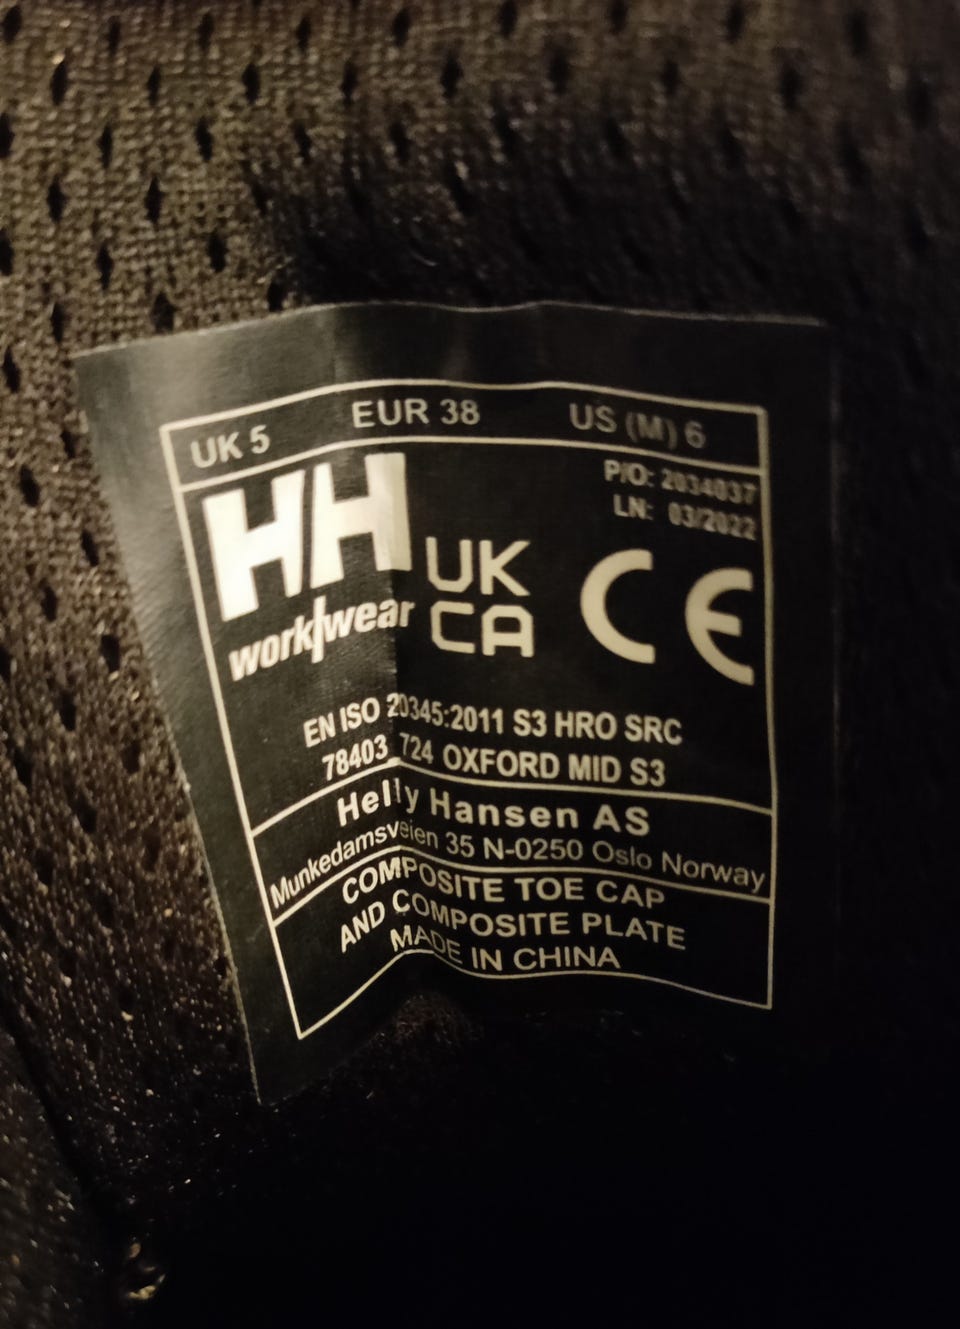 UK 5 EUR 38 US (M) 6
P/O: 2034037
LN: 03/2022
HH
work/wear
UK
CA
CE
EN ISO 20345:2011 S3 HRO SRC
78403_724 OXFORD MID S3
Helly Hansen AS
Munkedamsveien 35 N-0250 Oslo Norway
COMPOSITE TOE CAP
AND COMPOSITE PLATE
MADE IN CHINA